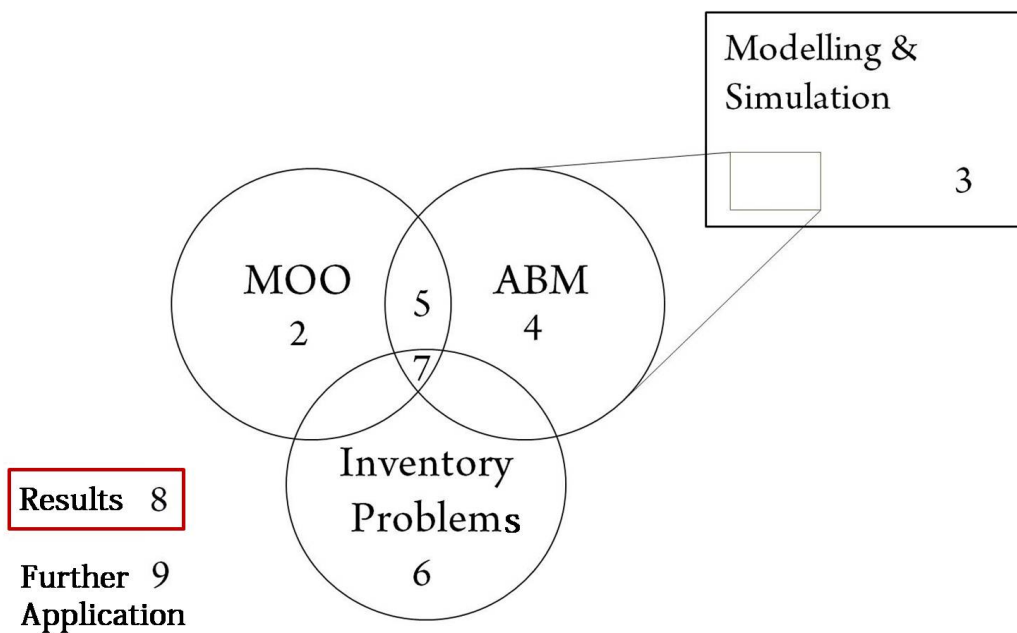 Modelling &
Simulation
3
MOO
2
5
ABM
4
7
Inventory
Problems
6
Results 8
Further 9
Application